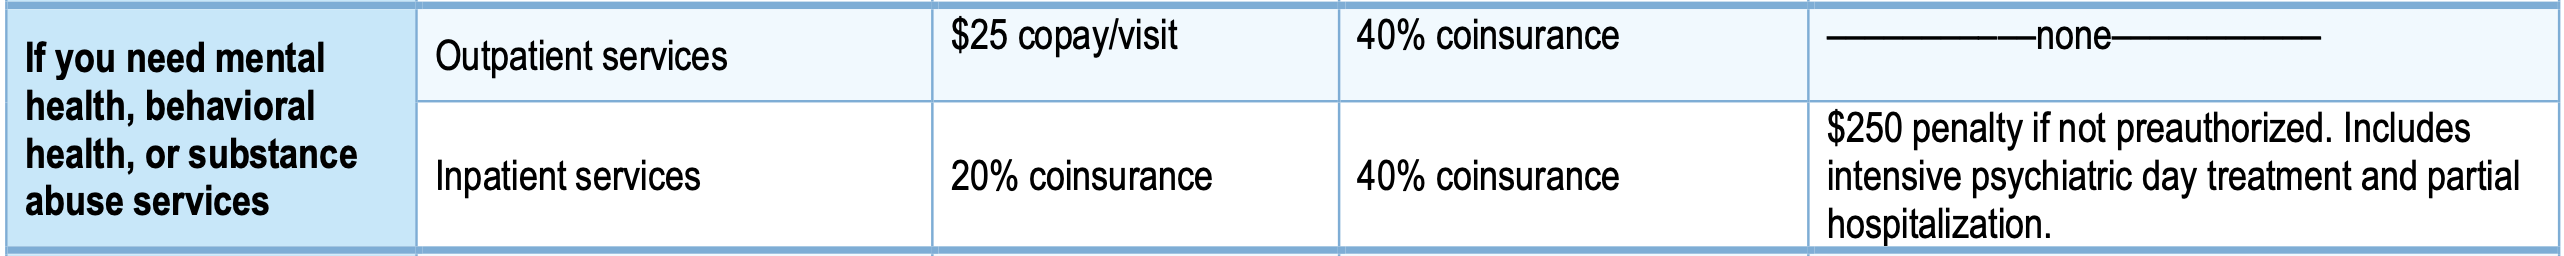 If you need mental
health, behavioral
health, or substance
abuse services
Outpatient services
$25 copay/visit
40% coinsurance
——————none——————
Inpatient services
20% coinsurance
40% coinsurance
$250 penalty if not preauthorized. Includes
intensive psychiatric day treatment and partial
hospitalization.